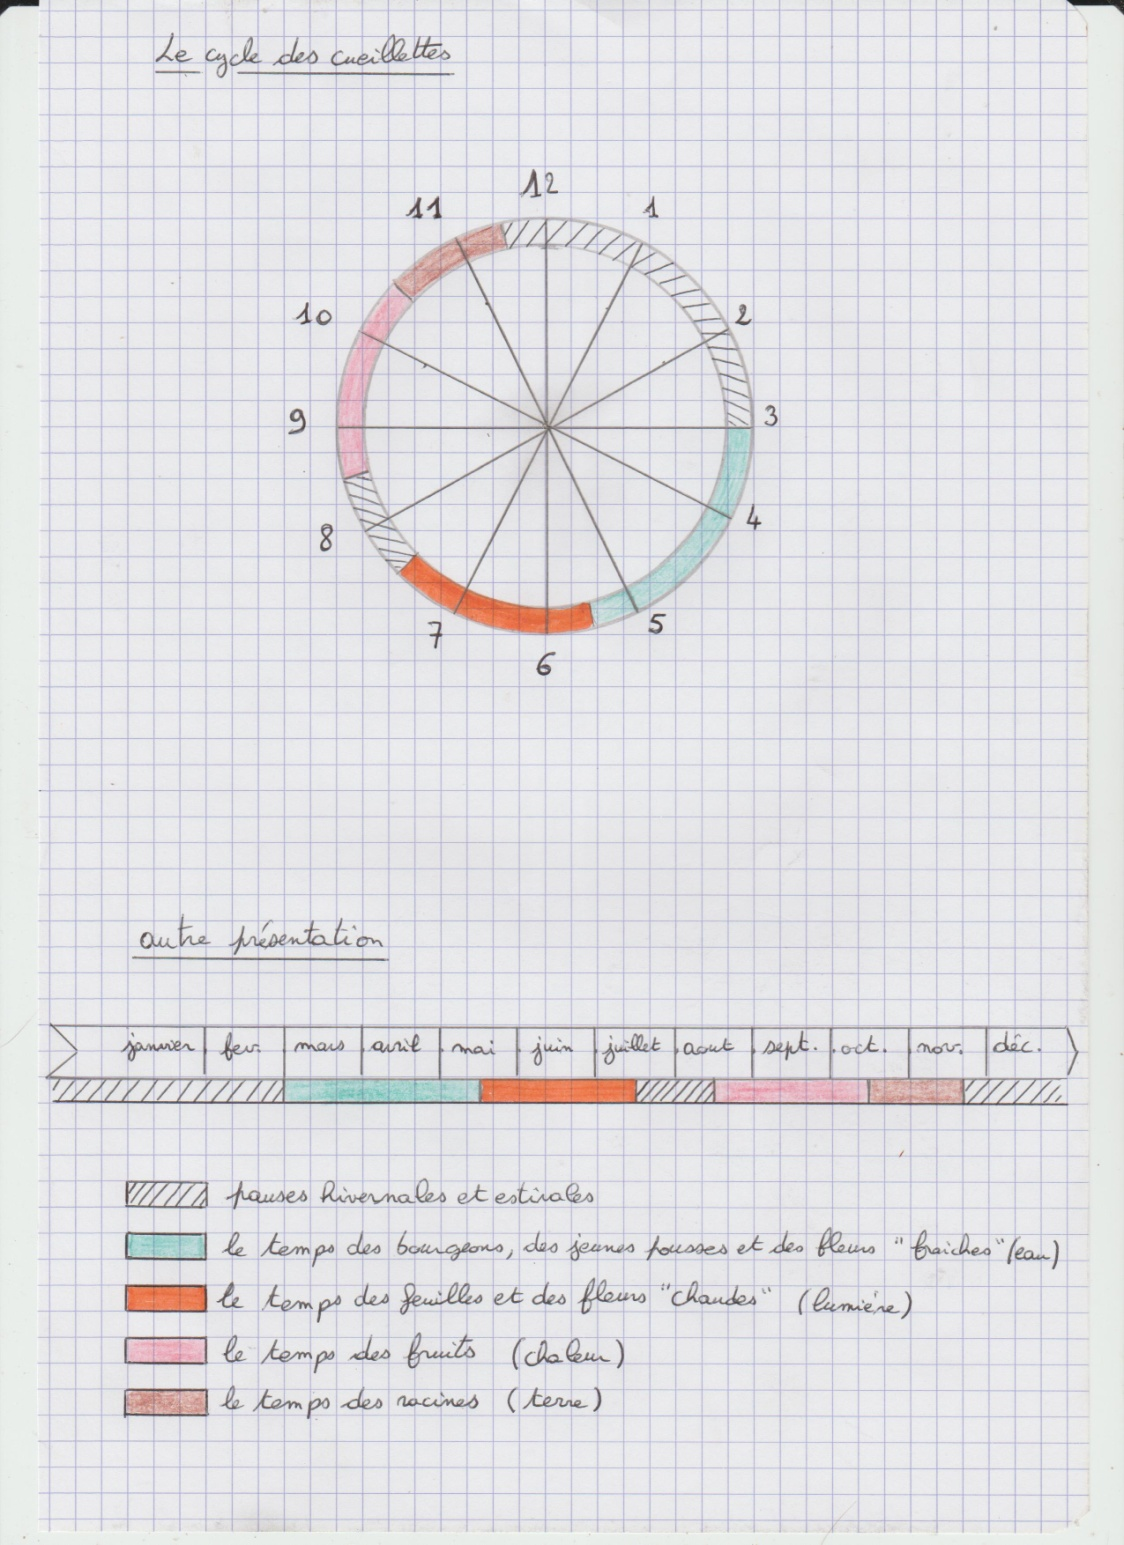 Le cycle des cueillettes
12
11
1
10
2
9
3
8
4
7
5
6
autre présentation
janvier fev. mars avril mai juin juillet aout sept. oct. nov. déc.
pauses hivernales et estivales
le temps des bourgeons, des jeunes pousses et des fleurs "fraîches" (eau)
le temps des feuilles et des fleurs "chaudes" (lumière)
le temps des fruits (chaleur)
le temps des racines (terre)